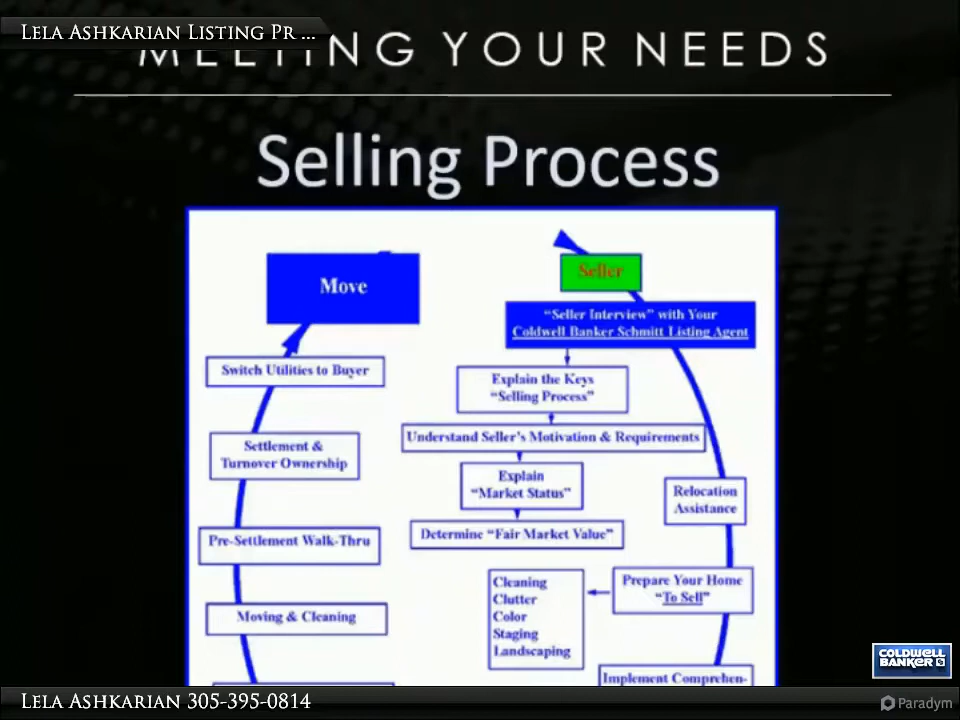 LELA ASHKARIAN LISTING PR ...
MEETING YOUR NEEDS
Selling Process
Move
Seller
"Seller Interview" with Your
Coldwell Banker Schmitt Listing Agent
Switch Utilities to Buyer
Explain the Keys
"Selling Process"
Understand Seller's Motivation & Requirements
Settlement &
Turnover Ownership
Explain
"Market Status"
Relocation
Assistance
Determine "Fair Market Value"
Pre-Settlement Walk-Thru
Prepare Your Home
"To Sell"
Cleaning
Clutter
Color
Staging
Landscaping
Moving & Cleaning
Implement Comprehen-
COLDWELL
BANKER
LELA ASHKARIAN 305-395-0814
Paradym